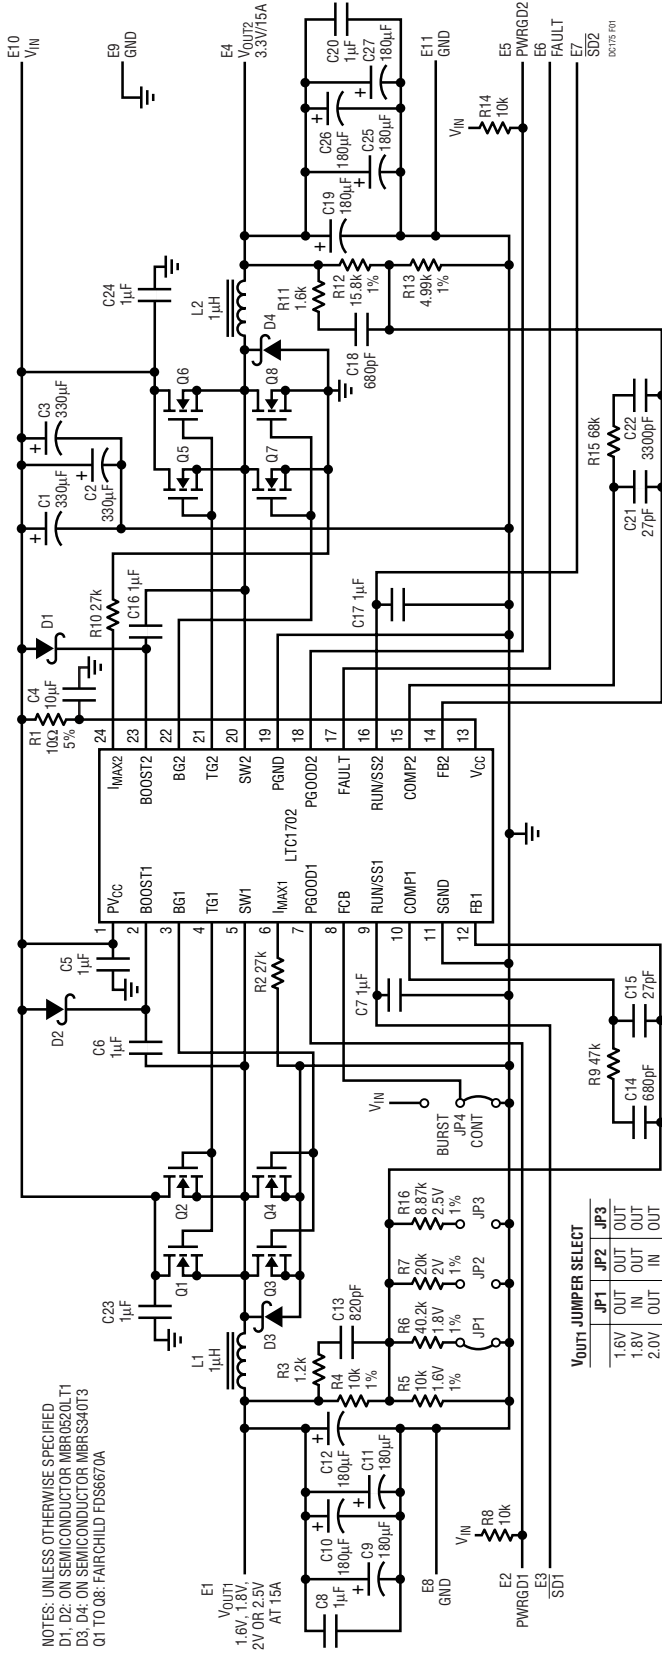 NOTES: UNLESS OTHERWISE SPECIFIED
D1, D2: ON SEMICONDUCTOR MBR0520LT1
D3, D4: ON SEMICONDUCTOR MBRS340T3
Q1 TO Q8: FAIRCHILD FDS6670A
E10
VIN
E9
GND
E4
VOUT2
3.3V/15A
E11
GND
E5
PWRGD2
E6
FAULT
E7
SD2
DC175 F01
E1
VOUT1
1.6V, 1.8V,
2V OR 2.5V
AT 15A
E8
GND
E2
PWRGD1
E3
SD1
C8
1µF
C9
180µF
C10
180µF
C11
180µF
C12
180µF
L1
1µH
C23
1µF
Q1
Q2
Q3
Q4
D3
R3
1.2k
C13
820pF
R4
10k
1%
R5
10k
1.6V
1%
R6
40.2k
1.8V
1%
R7
20k
2V
1%
R16
8.87k
2.5V
1%
JP1
JP2
JP3
VIN
R8
10k
VIN
BURST
JP4
CONT
D2
C6
1µF
C5
1µF
R2 27k
C7 1µF
R9 47k
C14
680pF
C15
27pF
LTC1702
1
PVCC
2
BOOST1
3
BG1
4
TG1
5
SW1
6
IMAX1
7
PGOOD1
8
FCB
9
RUN/SS1
10
COMP1
11
SGND
12
FB1
24
IMAX2
23
BOOST2
22
BG2
21
TG2
20
SW2
19
PGND
18
PGOOD2
17
FAULT
16
RUN/SS2
15
COMP2
14
FB2
13
VCC
R1
10Ω
5%
C4
10µF
D1
R10 27k
C16 1µF
C17 1µF
C1
330µF
C2
330µF
C3
330µF
C24
1µF
Q5
Q6
Q7
Q8
D4
L2
1µH
R11
1.6k
C18
680pF
R12
15.8k
1%
R13
4.99k
1%
C19
180µF
C25
180µF
C26
180µF
C27
180µF
C20
1µF
VIN
R14
10k
R15 68k
C21
27pF
C22
3300pF
VOUT1 JUMPER SELECT
JP1 JP2 JP3
1.6V OUT OUT OUT
1.8V IN OUT OUT
2.0V OUT IN OUT